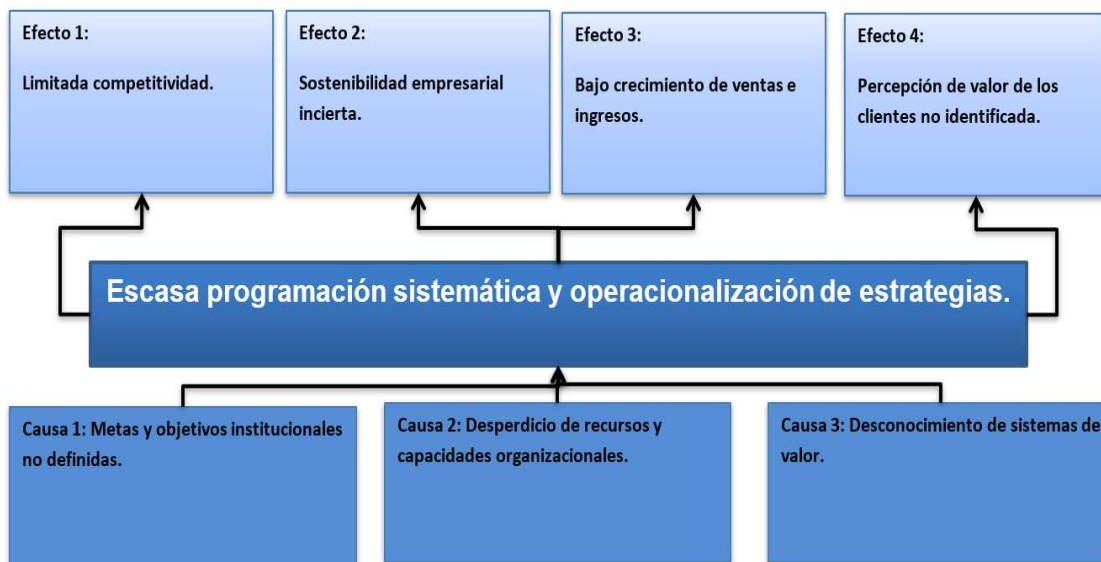 Efecto 1:
Limitada competitividad.
Efecto 2:
Sostenibilidad empresarial
incierta.
Efecto 3:
Bajo crecimiento de ventas e
ingresos.
Efecto 4:
Percepción de valor de los
clientes no identificada.
Escasa programación sistemática y operacionalización de estrategias.
Causa 1: Metas y objetivos institucionales
no definidas.
Causa 2: Desperdicio de recursos y
capacidades organizacionales.
Causa 3: Desconocimiento de sistemas de
valor.